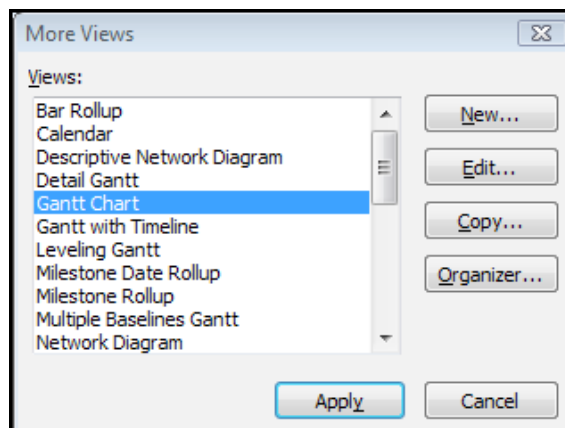 More Views
Views:
Bar Rollup
Calendar
Descriptive Network Diagram
Detail Gantt
Gantt Chart
Gantt with Timeline
Leveling Gantt
Milestone Date Rollup
Milestone Rollup
Multiple Baselines Gantt
Network Diagram
New...
Edit...
Copy...
Organizer...
Apply
Cancel